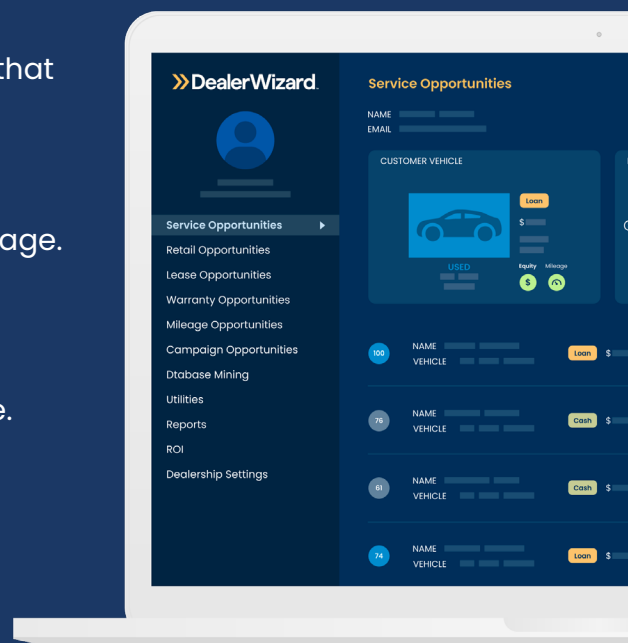 that
age.
e.
DealerWizard.
Service Opportunities
Retail Opportunities
Lease Opportunities
Warranty Opportunities
Mileage Opportunities
Campaign Opportunities
Dtabase Mining
Utilities
Reports
ROI
Dealership Settings
Service Opportunities
NAME
EMAIL
CUSTOMER VEHICLE
Loan
$
USED
Equity Mileage
$
100 NAME Loan $
VEHICLE
76 NAME Cash $
VEHICLE
61 NAME Cash $
VEHICLE
74 NAME Loan $
VEHICLE